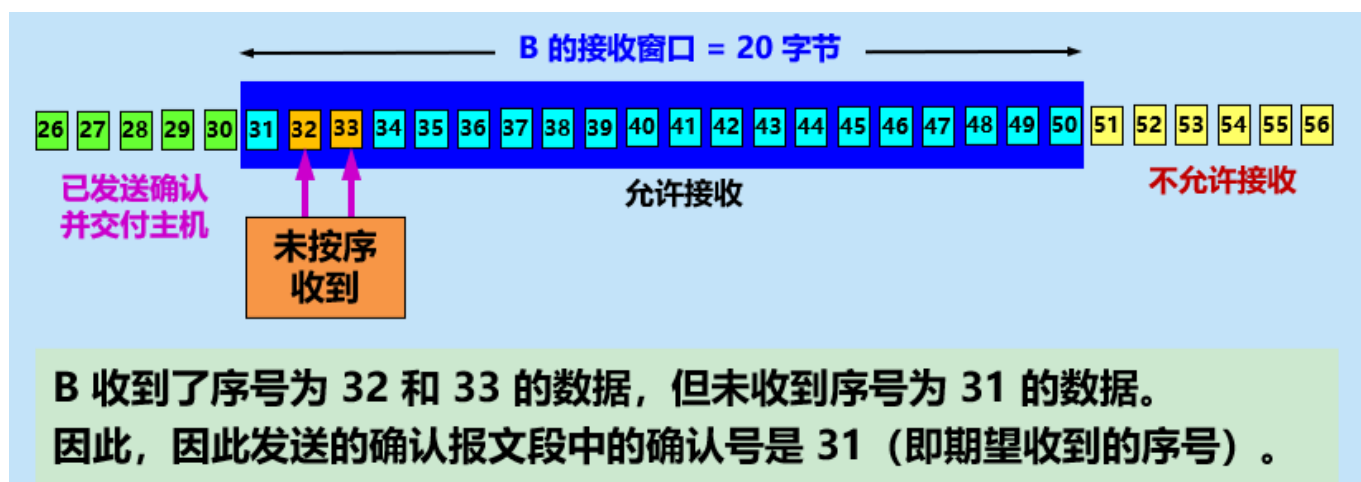 B 的接收窗口 = 20 字节
26 27 28 29 30 31 32 33 34 35 36 37 38 39 40 41 42 43 44 45 46 47 48 49 50 51 52 53 54 55 56
已发送确认
并交付主机
允许接收
不允许接收
未按序
收到
B 收到了序号为 32 和 33 的数据，但未收到序号为 31 的数据。
因此，因此发送的确认报文段中的确认号是 31（即期望收到的序号）。